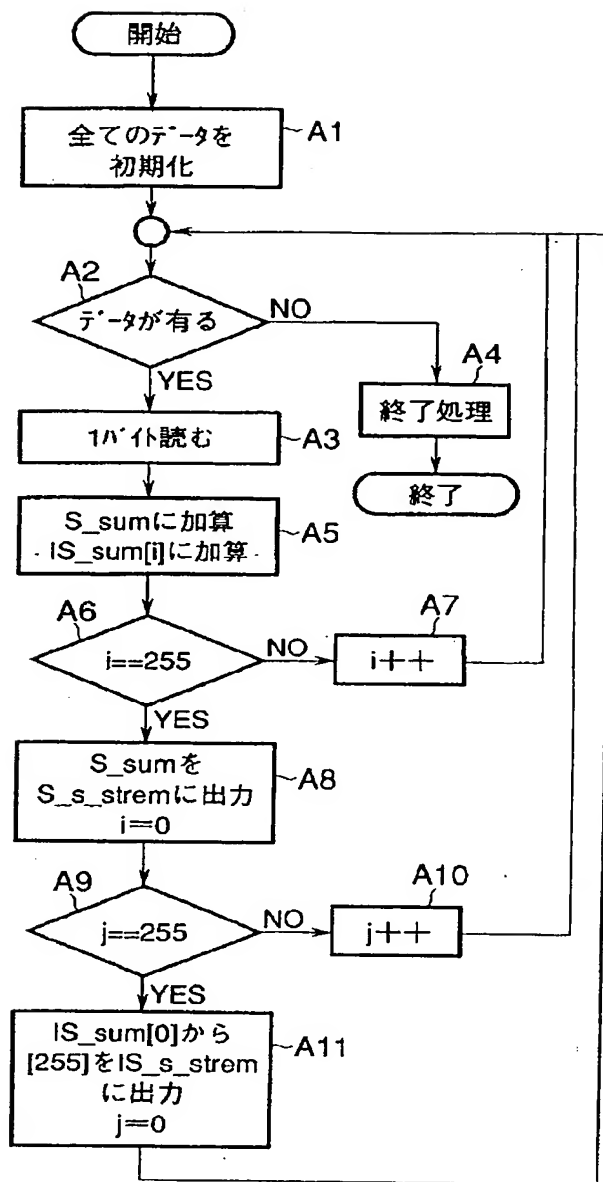 開始
全てのデータを
初期化
A1
A2
データが有る
NO
YES
A4
終了処理
終了
1バイト読む
A3
S_sumに加算
IS_sum[i]に加算
A5
A6
i==255
NO
A7
i++
YES
S_sumを
S_s_stremに出力
i=0
A8
A9
j==255
NO
A10
j++
YES
IS_sum[0]から
[255]をIS_s_strem
に出力
j=0
A11